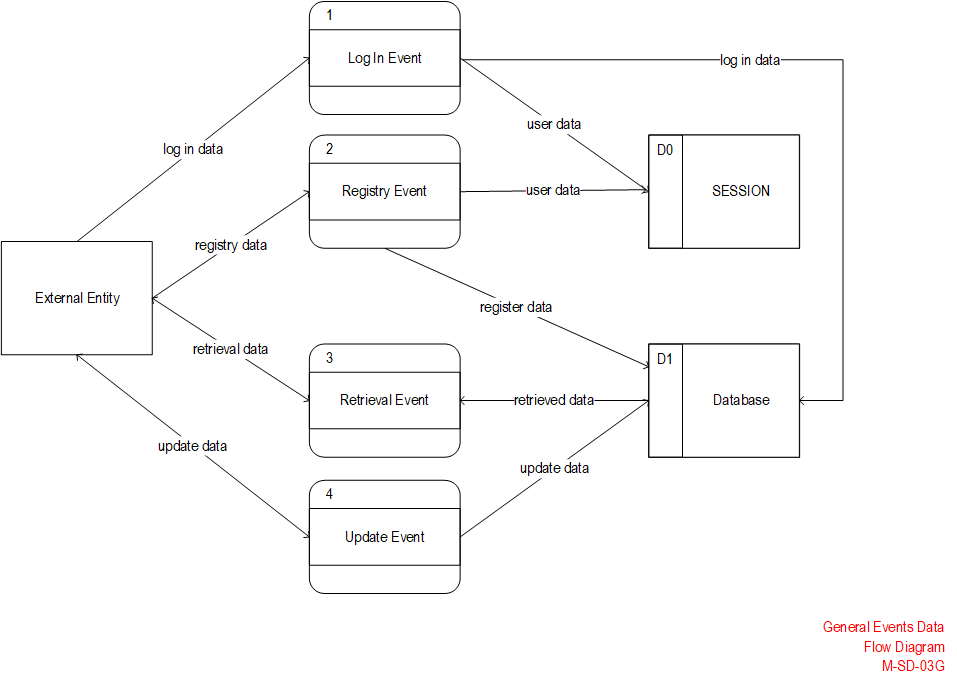 1
Log In Event
log in data
user data
log in data
2
Registry Event
user data
D0
SESSION
registry data
External Entity
register data
retrieval data
3
Retrieval Event
retrieved data
D1
Database
update data
update data
4
Update Event
General Events Data
Flow Diagram
M-SD-03G